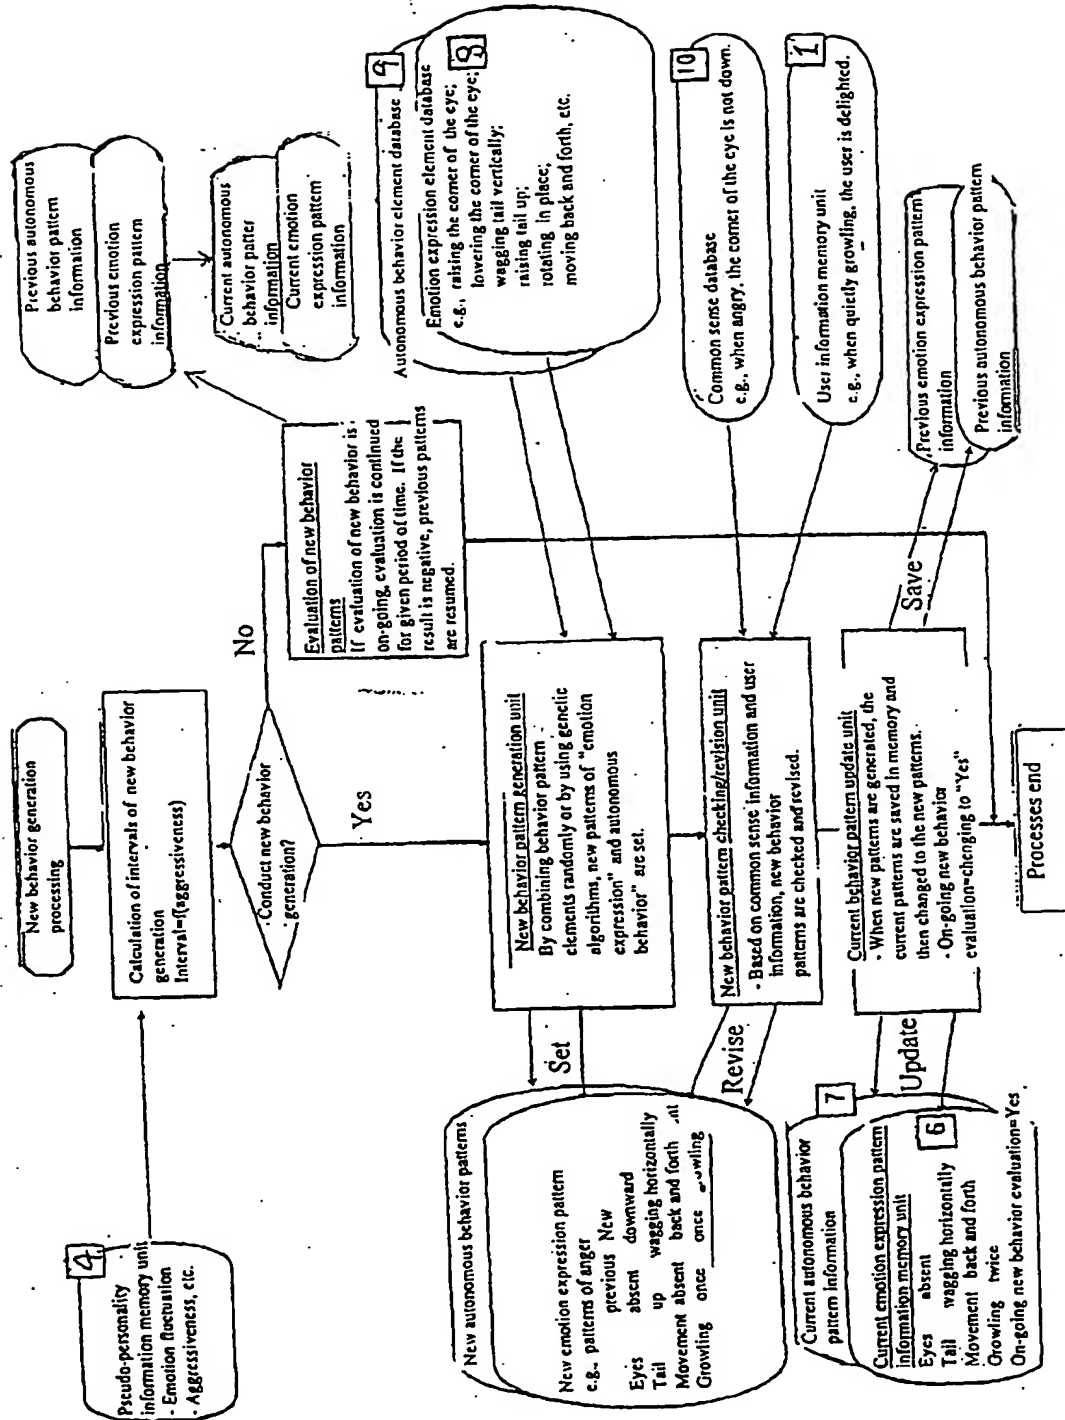 New behavior generation
processing
4
Pseudo-personality
information memory unit
- Emotion fluctuation
- Aggressiveness, etc.
Calculation of intervals of new behavior
generation
Interval=f(aggressiveness)
Conduct new behavior
generation?
No
Yes
Evaluation of new behavior
patterns
If evaluation of new behavior is
on-going, evaluation is continued
for given period of time. If the
result is negative, previous patterns
are resumed.
Previous autonomous
behavior pattern
information
Previous emotion
expression pattern
information
Current autonomous
behavior patter
information
Current emotion
expression pattern
information
New behavior pattern generation unit
By combining behavior pattern
elements randomly or by using genetic
algorithms, new patterns of "emotion
expression" and autonomous
behavior" are set.
9
Autonomous behavior element database
8
Emotion expression element database
e.g., raising the corner of the eye;
lowering the corner of the eye;
wagging tail vertically;
raising tail up;
rotating in place;
moving back and forth, etc.
Set
New autonomous behavior patterns
New emotion expression pattern
e.g., patterns of anger
previous New
Eyes absent downward
Tail up wagging horizontally
Movement absent back and forth
Growling once once
Revise
New behavior pattern checking/revision unit
- Based on common sense information and user
information, new behavior
patterns are checked and revised.
10
Common sense database
e.g., when angry, the corner of the eye is not down.
1
User information memory unit
e.g., when quietly growling, the user is delighted.
Current behavior pattern update unit
- When new patterns are generated, the
current patterns are saved in memory and
then changed to the new patterns.
- On-going new behavior
evaluation=chenging to "Yes"
Update
7
Current autonomous behavior
pattern information
6
Current emotion expression pattern
information memory unit
Eyes absent
Tail wagging horizontally
Movement back and forth
Growling twice
On-going new behavior evaluation=Yes
Save
Previous emotion expression pattern
information
Previous autonomous behavior pattern
information
Processes end